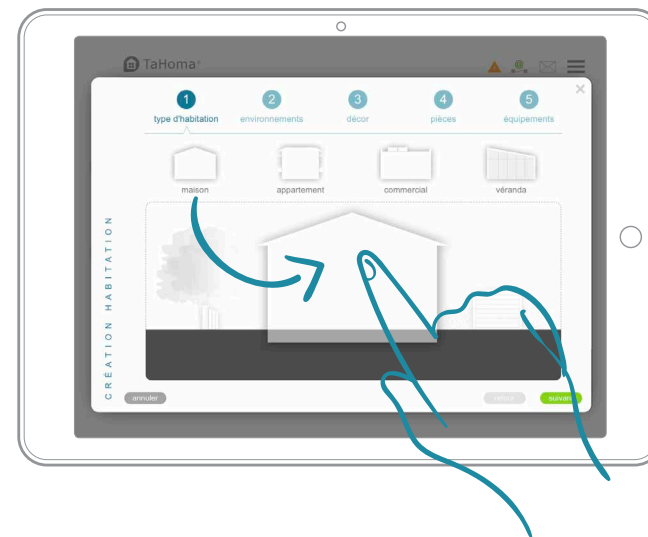 TaHoma
1 2 3 4 5
type d'habitation environnements décor pièces équipements
maison appartement commercial véranda
CRÉATION HABITATION
annuler retour suivant